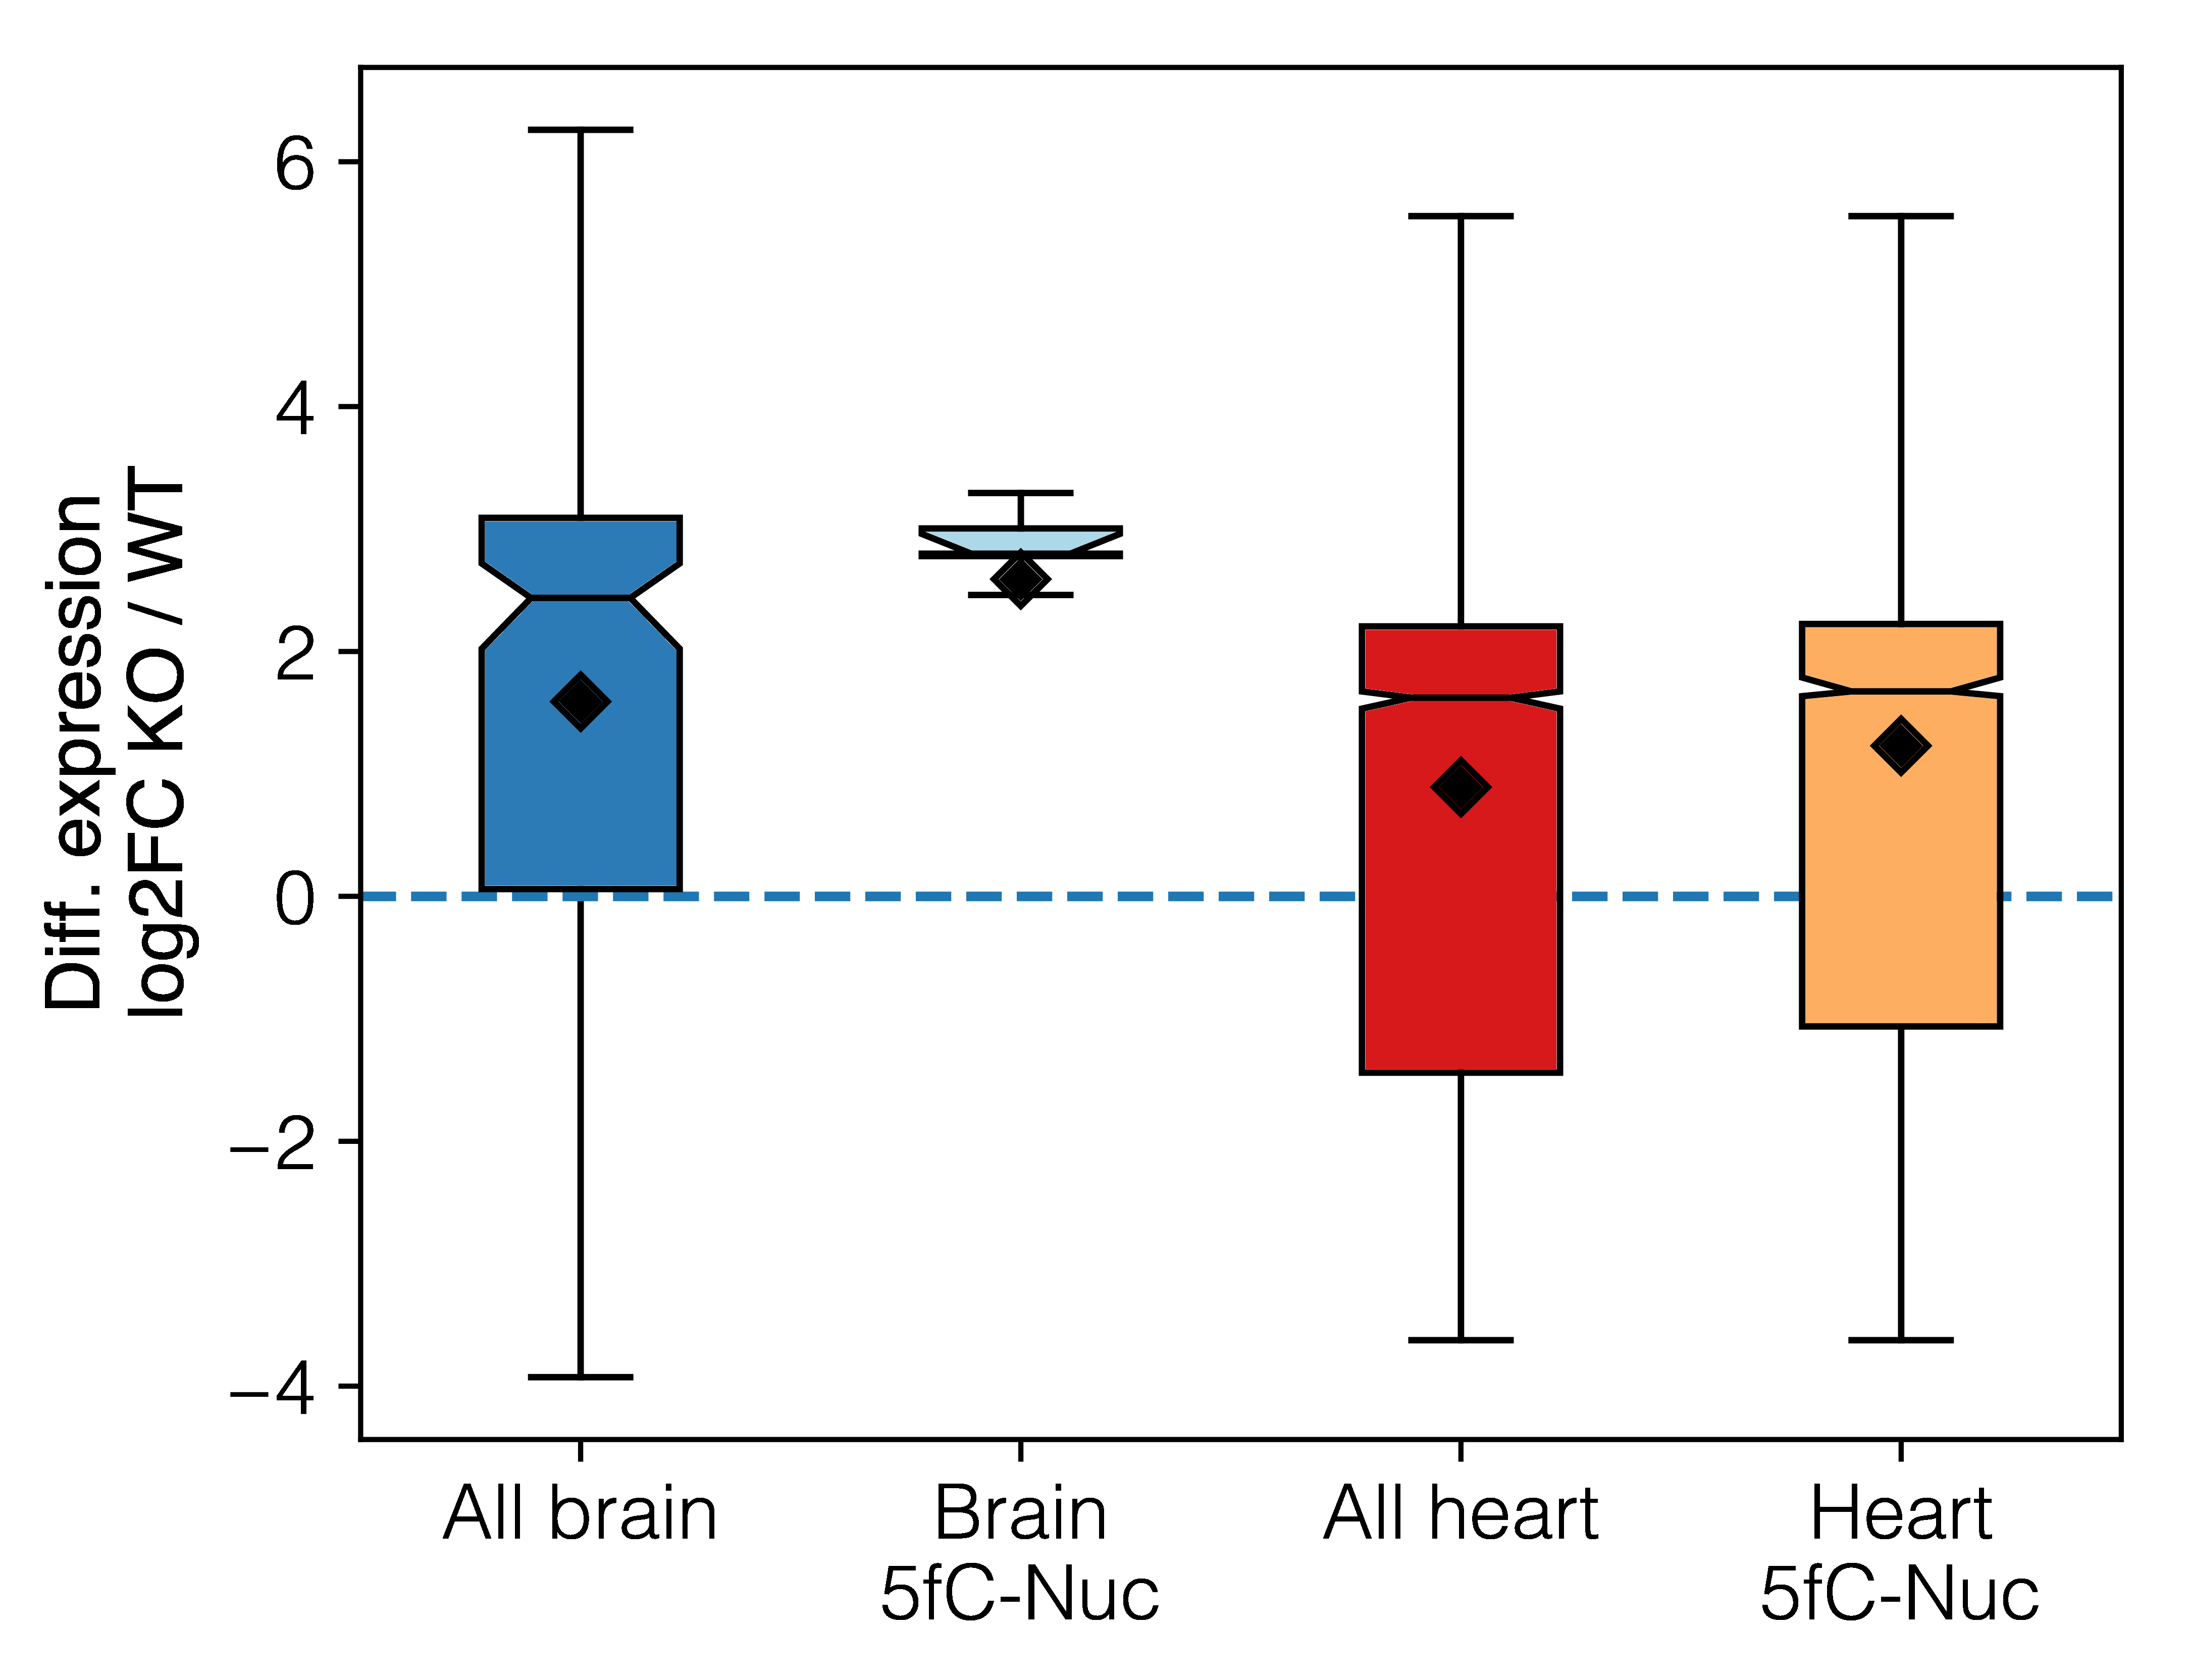 Diff. expression
log2FC KO / WT
6
4
2
0
−2
−4
All brain
Brain
5fC-Nuc
All heart
Heart
5fC-Nuc